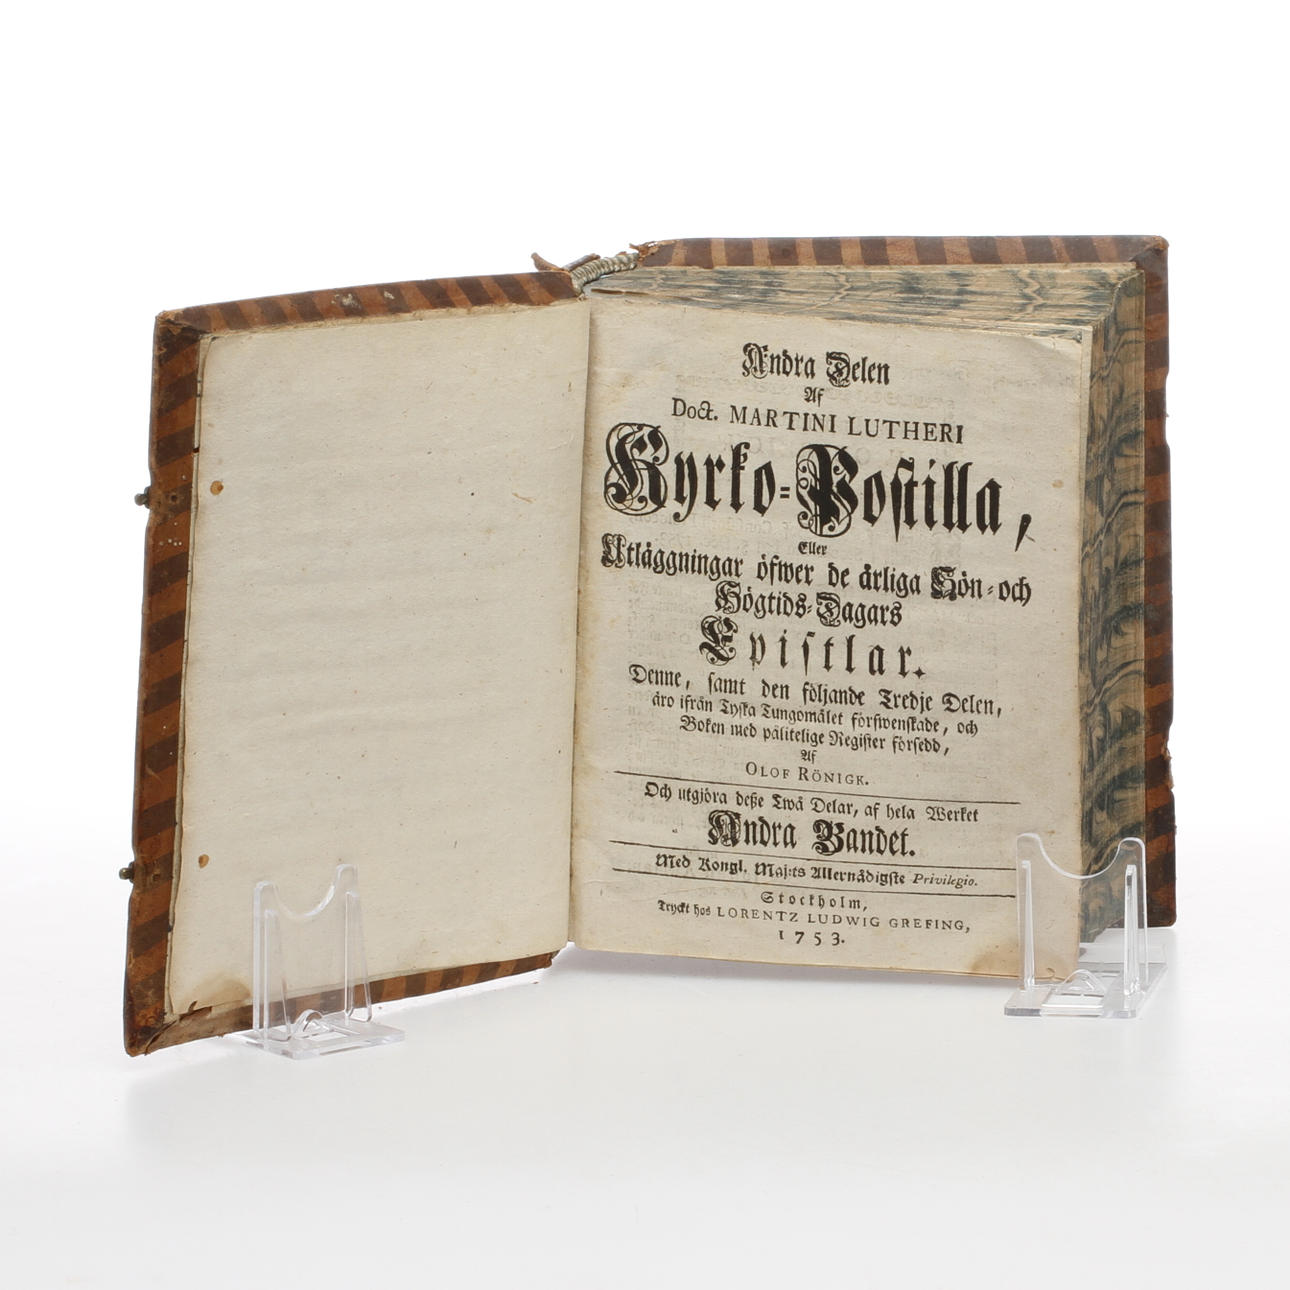 Andra Delen
Af
Doct. MARTINI LUTHERI
Kyrko-Postilla,
Eller
Utläggningar öfwer de årliga Sön- och
Högtids-Dagars
Epistlar.
Denne, samt den följande Tredje Delen,
äro ifrån Tyska Tungomålet förswenskade, och
Boken med pålitelige Register försedd,
Af
OLOF RÖNIGK.
Och utgjöra deße Twå Delar, af hela Werket
Andra Bandet.
Med Kongl. Maj:ts Allernådigste Privilegio.
Stockholm,
Tryckt hos LORENTZ LUDWIG GREFING,
1753.